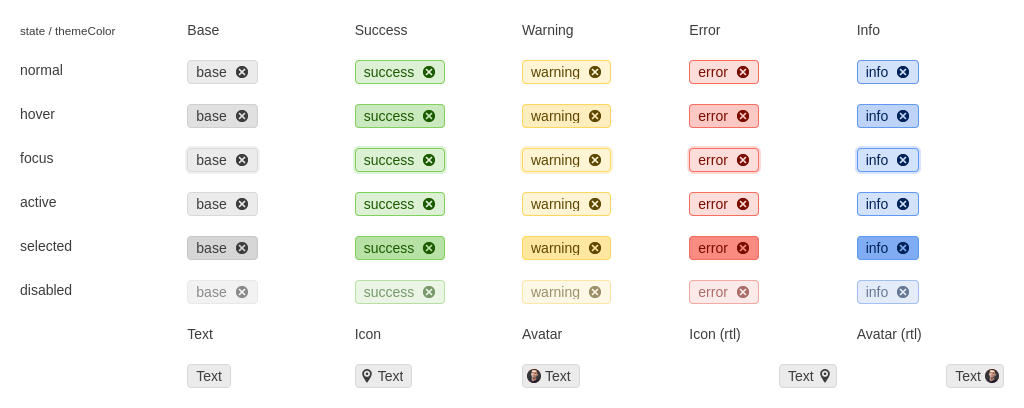 state / themeColor Base Success Warning Error Info
normal base success warning error info
hover base success warning error info
focus base success warning error info
active base success warning error info
selected base success warning error info
disabled base success warning error info
Text Icon Avatar Icon (rtl) Avatar (rtl)
Text Text Text Text Text